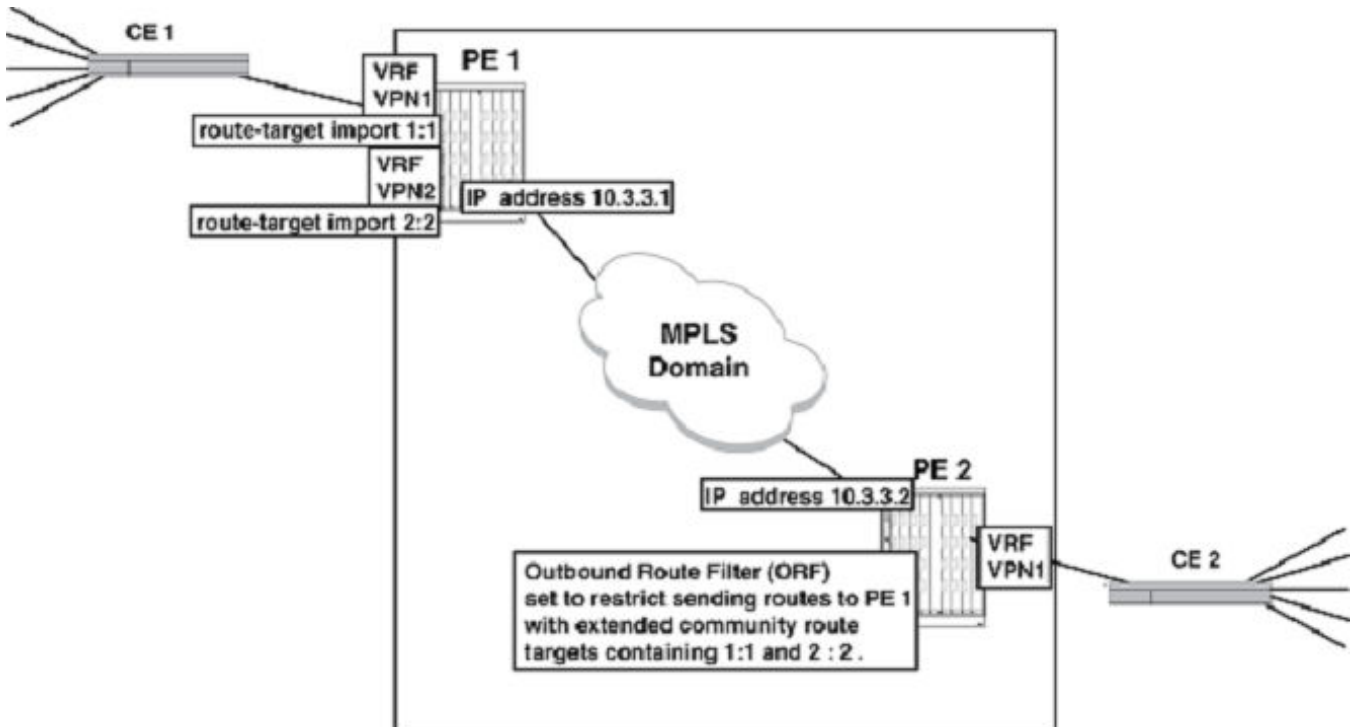 CE 1
VRF
VPN1
PE 1
route-target import 1:1
VRF
VPN2
IP address 10.3.3.1
route-target import 2:2
MPLS
Domain
PE 2
IP address 10.3.3.2
VRF
VPN1
CE 2
Outbound Route Filter (ORF)
set to restrict sending routes to PE 1
with extended community route
targets containing 1:1 and 2 : 2 .